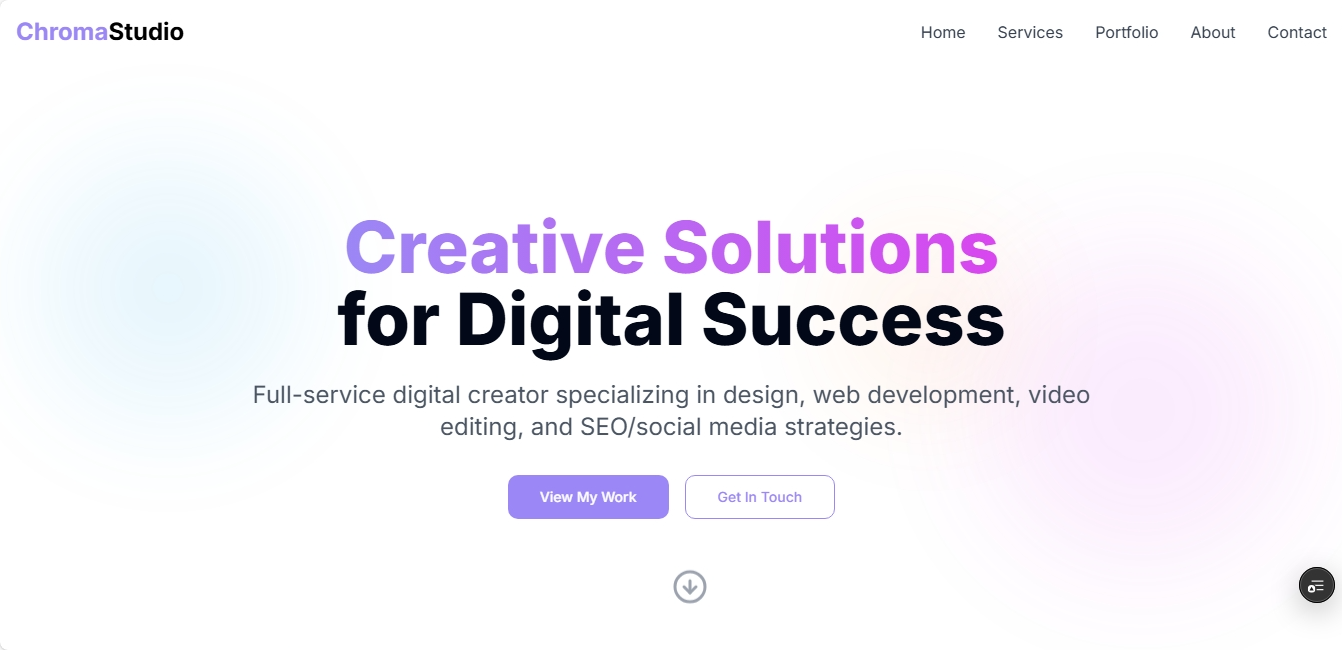 ChromaStudio
Home Services Portfolio About Contact
Creative Solutions
for Digital Success
Full-service digital creator specializing in design, web development, video
editing, and SEO/social media strategies.
View My Work
Get In Touch